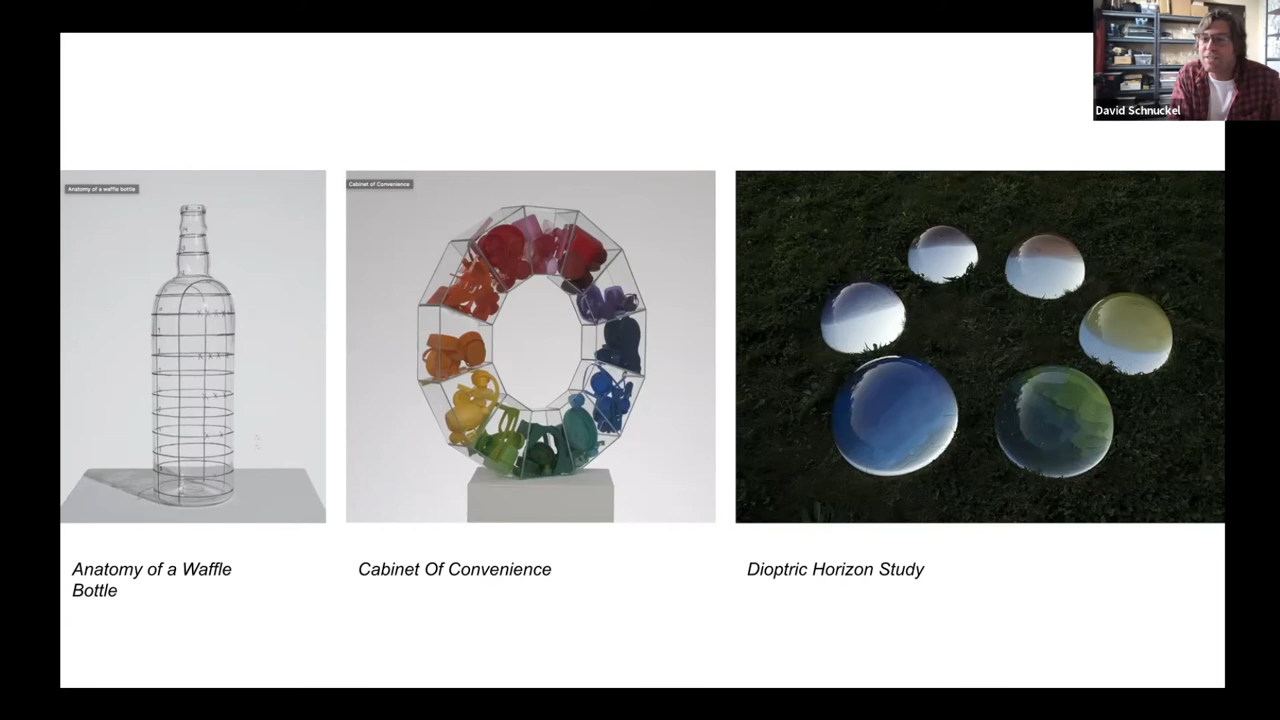 David Schnuckel
Anatomy of a waffle bottle
Cabinet of Convenience
Anatomy of a Waffle
Bottle
Cabinet Of Convenience
Dioptric Horizon Study